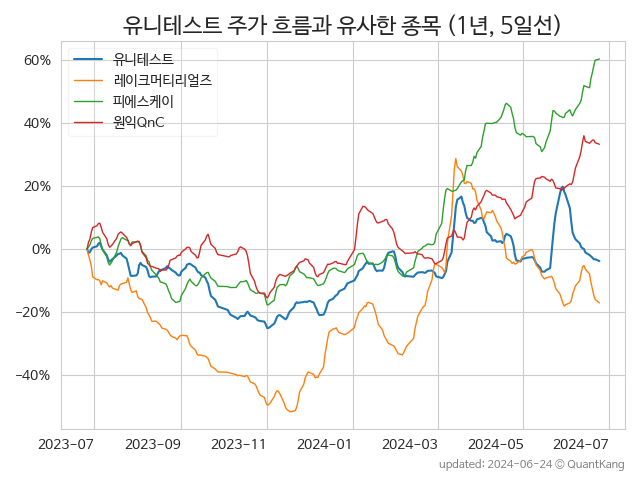 유니테스트 주가 흐름과 유사한 종목 (1년, 5일선)
유니테스트
레이크머티리얼즈
피에스케이
원익QnC
60%
40%
20%
0%
−20%
−40%
2023-07 2023-09 2023-11 2024-01 2024-03 2024-05 2024-07
updated: 2024-06-24 © QuantKang